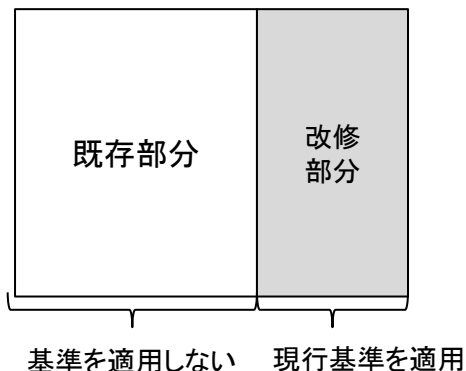 既存部分
改修
部分
基準を適用しない
現行基準を適用